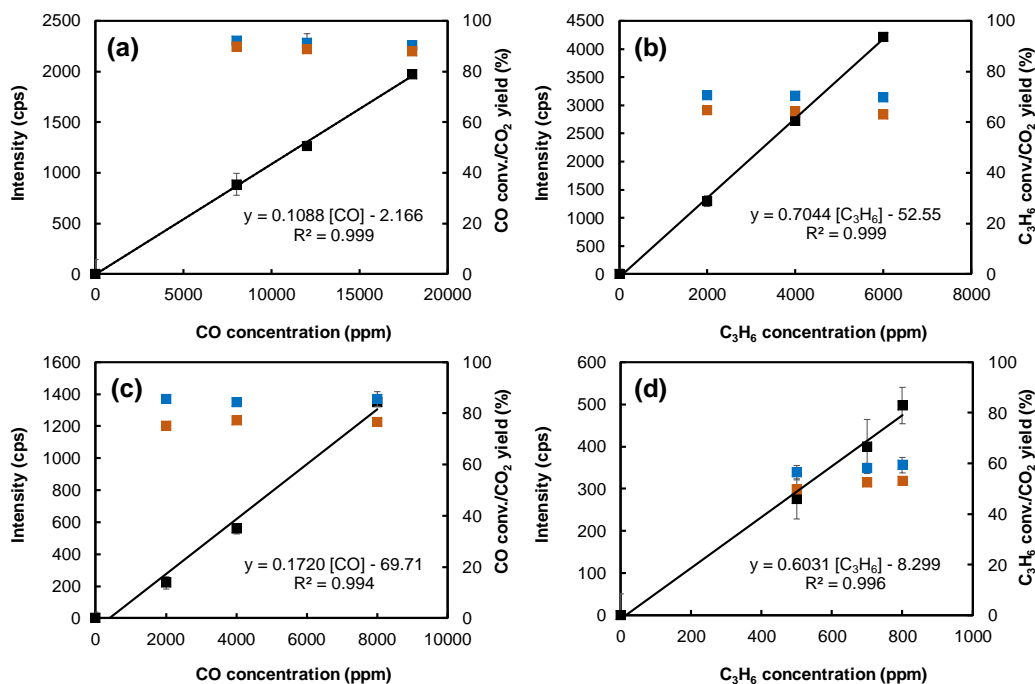 (a)
Intensity (cps)
2500
2000
1500
1000
500
0
100
80
60
40
20
0
CO conv./CO₂ yield (%)
y = 0.1088 [CO] - 2.166
R² = 0.999
0 5000 10000 15000 20000
CO concentration (ppm)
(b)
Intensity (cps)
4500
4000
3500
3000
2500
2000
1500
1000
500
0
100
80
60
40
20
0
C₃H₆ conv./CO₂ yield (%)
y = 0.7044 [C₃H₆] - 52.55
R² = 0.999
0 2000 4000 6000 8000
C₃H₆ concentration (ppm)
(c)
Intensity (cps)
1600
1400
1200
1000
800
600
400
200
0
100
80
60
40
20
0
CO conv./CO₂ yield (%)
y = 0.1720 [CO] - 69.71
R² = 0.994
0 2000 4000 6000 8000 10000
CO concentration (ppm)
(d)
Intensity (cps)
600
500
400
300
200
100
0
100
80
60
40
20
0
C₃H₆ conv./CO₂ yield (%)
y = 0.6031 [C₃H₆] - 8.299
R² = 0.996
0 200 400 600 800 1000
C₃H₆ concentration (ppm)